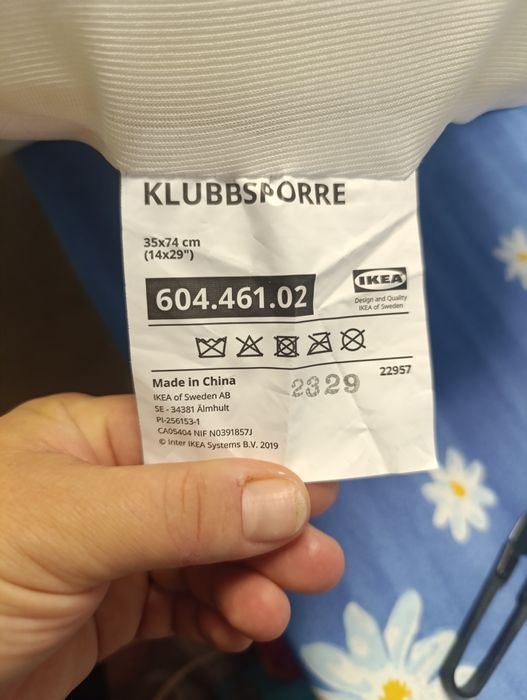 KLUBBSPORRE
35x74 cm
(14x29")
604.461.02
IKEA
Design and Quality
IKEA of Sweden
22957
Made in China
2329
IKEA of Sweden AB
SE - 34381 Älmhult
PI-256153-1
CA05404 NIF N0391857J
© Inter IKEA Systems B.V. 2019